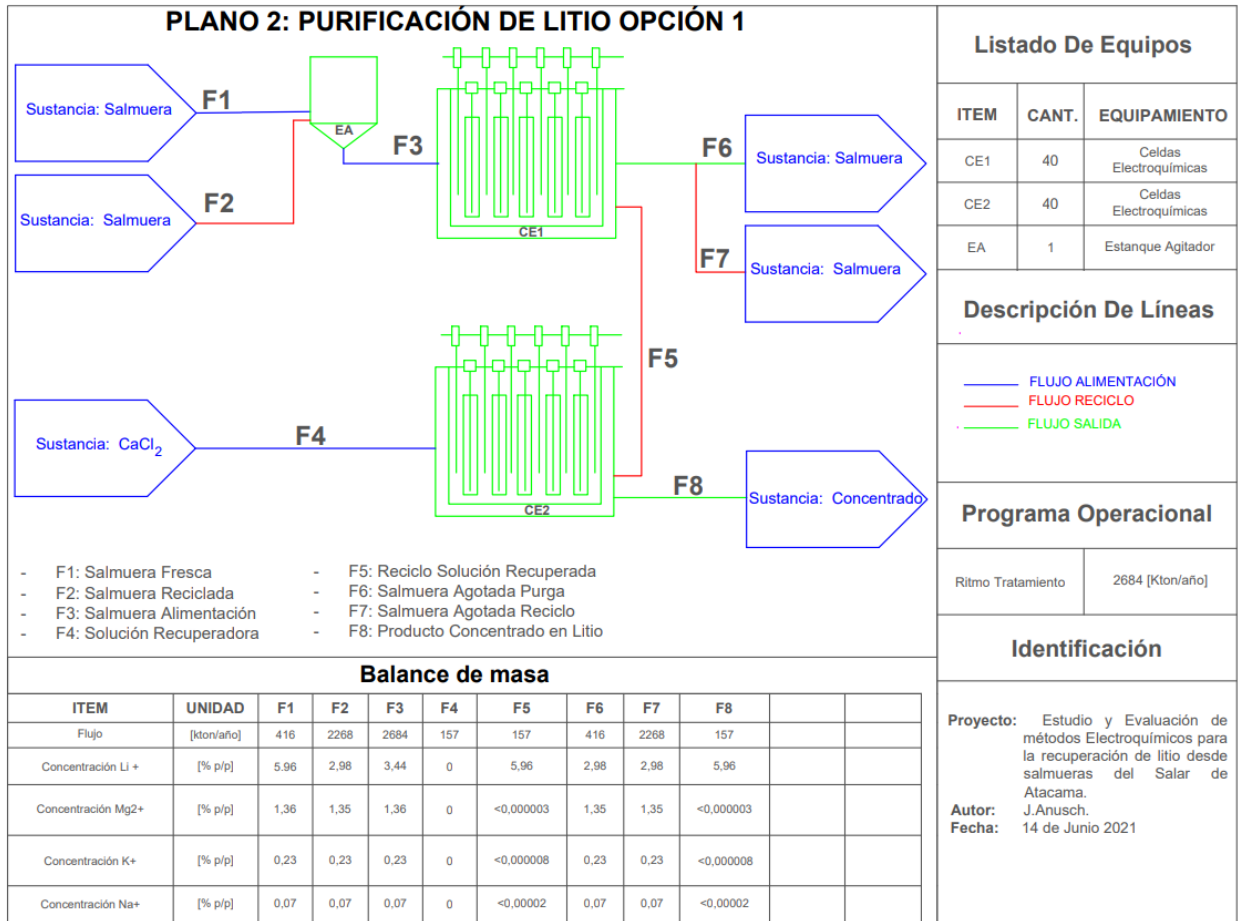 PLANO 2: PURIFICACIÓN DE LITIO OPCIÓN 1
Sustancia: Salmuera
F1
EA
F3
F6
Sustancia: Salmuera
Sustancia: Salmuera
F2
CE1
F7
Sustancia: Salmuera
F5
Sustancia: CaCl2
F4
F8
Sustancia: Concentrado
CE2
- F1: Salmuera Fresca
- F2: Salmuera Reciclada
- F3: Salmuera Alimentación
- F4: Solución Recuperadora
- F5: Reciclo Solución Recuperada
- F6: Salmuera Agotada Purga
- F7: Salmuera Agotada Reciclo
- F8: Producto Concentrado en Litio
Balance de masa
ITEM UNIDAD F1 F2 F3 F4 F5 F6 F7 F8
Flujo [kton/año] 416 2268 2684 157 157 416 2268 157
Concentración Li + [% p/p] 5.96 2,98 3,44 0 5,96 2,98 2,98 5,96
Concentración Mg2+ [% p/p] 1,36 1,35 1,36 0 <0,000003 1,35 1,35 <0,000003
Concentración K+ [% p/p] 0,23 0,23 0,23 0 <0,000008 0,23 0,23 <0,000008
Concentración Na+ [% p/p] 0,07 0,07 0,07 0 <0,00002 0,07 0,07 <0,00002
Listado De Equipos
ITEM CANT. EQUIPAMIENTO
CE1 40 Celdas
Electroquímicas
CE2 40 Celdas
Electroquímicas
EA 1 Estanque Agitador
Descripción De Líneas
FLUJO ALIMENTACIÓN
FLUJO RECICLO
FLUJO SALIDA
Programa Operacional
Ritmo Tratamiento 2684 [Kton/año]
Identificación
Proyecto: Estudio y Evaluación de
métodos Electroquímicos para
la recuperación de litio desde
salmueras del Salar de
Atacama.
Autor: J.Anusch.
Fecha: 14 de Junio 2021